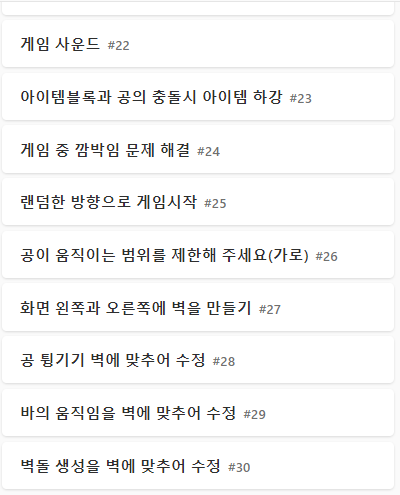 게임 사운드 #22
아이템블록과 공의 충돌시 아이템 하강 #23
게임 중 깜박임 문제 해결 #24
랜덤한 방향으로 게임시작 #25
공이 움직이는 범위를 제한해 주세요(가로) #26
화면 왼쪽과 오른쪽에 벽을 만들기 #27
공 튕기기 벽에 맞추어 수정 #28
바의 움직임을 벽에 맞추어 수정 #29
벽돌 생성을 벽에 맞추어 수정 #30